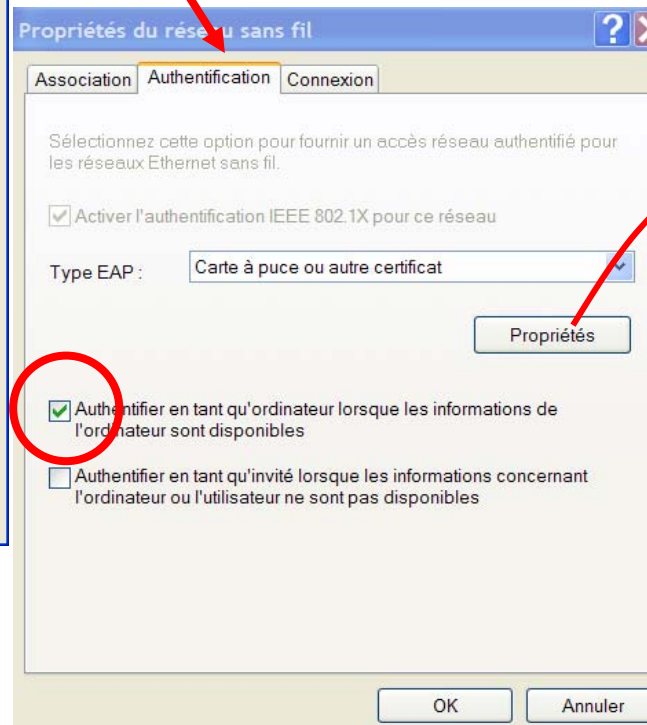 Propriétés du réseau sans fil
Association Authentification Connexion
Sélectionnez cette option pour fournir un accès réseau authentifié pour
les réseaux Ethernet sans fil.
Activer l'authentification IEEE 802.1X pour ce réseau
Type EAP : Carte à puce ou autre certificat
Propriétés
Authentifier en tant qu'ordinateur lorsque les informations de
l'ordinateur sont disponibles
Authentifier en tant qu'invité lorsque les informations concernant
l'ordinateur ou l'utilisateur ne sont pas disponibles
OK Annuler